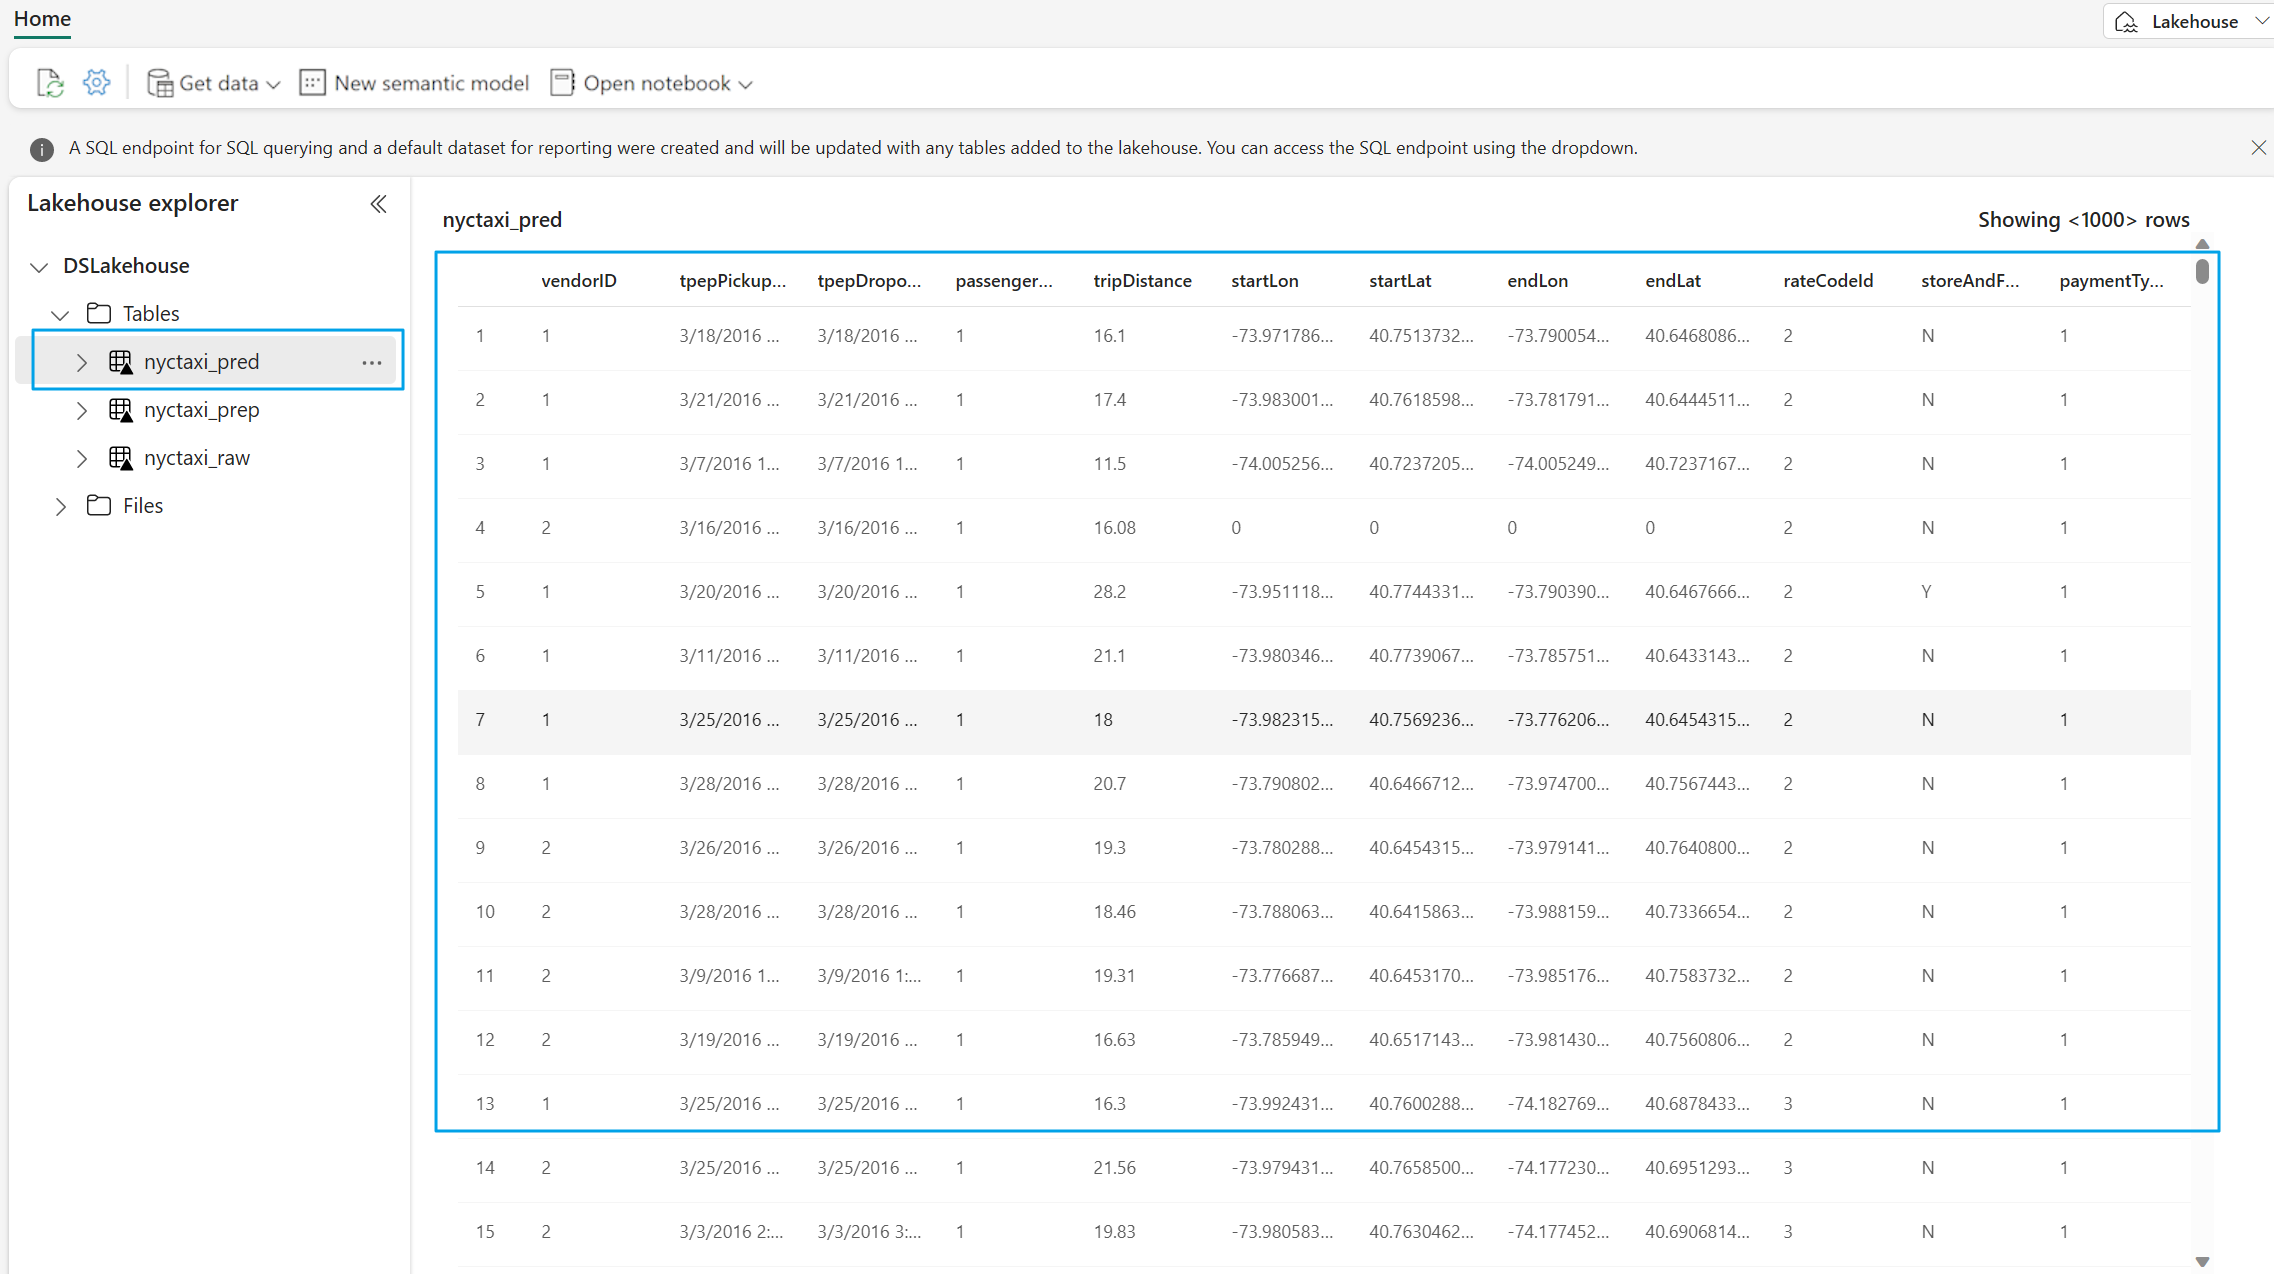 Home
Lakehouse
Get data
New semantic model
Open notebook
A SQL endpoint for SQL querying and a default dataset for reporting were created and will be updated with any tables added to the lakehouse. You can access the SQL endpoint using the dropdown.
Lakehouse explorer
DSLakehouse
Tables
nyctaxi_pred
nyctaxi_prep
nyctaxi_raw
Files
nyctaxi_pred
Showing <1000> rows
vendorID tpepPickup... tpepDropo... passenger... tripDistance startLon startLat endLon endLat rateCodeId storeAndF... paymentTy...
1 1 3/18/2016 ... 3/18/2016 ... 1 16.1 -73.971786... 40.7513732... -73.790054... 40.6468086... 2 N 1
2 1 3/21/2016 ... 3/21/2016 ... 1 17.4 -73.983001... 40.7618598... -73.781791... 40.6444511... 2 N 1
3 1 3/7/2016 1... 3/7/2016 1... 1 11.5 -74.005256... 40.7237205... -74.005249... 40.7237167... 2 N 1
4 2 3/16/2016 ... 3/16/2016 ... 1 16.08 0 0 0 0 2 N 1
5 1 3/20/2016 ... 3/20/2016 ... 1 28.2 -73.951118... 40.7744331... -73.790390... 40.6467666... 2 Y 1
6 1 3/11/2016 ... 3/11/2016 ... 1 21.1 -73.980346... 40.7739067... -73.785751... 40.6433143... 2 N 1
7 1 3/25/2016 ... 3/25/2016 ... 1 18 -73.982315... 40.7569236... -73.776206... 40.6454315... 2 N 1
8 1 3/28/2016 ... 3/28/2016 ... 1 20.7 -73.790802... 40.6466712... -73.974700... 40.7567443... 2 N 1
9 2 3/26/2016 ... 3/26/2016 ... 1 19.3 -73.780288... 40.6454315... -73.979141... 40.7640800... 2 N 1
10 2 3/28/2016 ... 3/28/2016 ... 1 18.46 -73.788063... 40.6415863... -73.988159... 40.7336654... 2 N 1
11 2 3/9/2016 1... 3/9/2016 1:... 1 19.31 -73.776687... 40.6453170... -73.985176... 40.7583732... 2 N 1
12 2 3/19/2016 ... 3/19/2016 ... 1 16.63 -73.785949... 40.6517143... -73.981430... 40.7560806... 2 N 1
13 1 3/25/2016 ... 3/25/2016 ... 1 16.3 -73.992431... 40.7600288... -74.182769... 40.6878433... 3 N 1
14 2 3/25/2016 ... 3/25/2016 ... 1 21.56 -73.979431... 40.7658500... -74.177230... 40.6951293... 3 N 1
15 2 3/3/2016 2:... 3/3/2016 3:... 1 19.83 -73.980583... 40.7630462... -74.177452... 40.6906814... 3 N 1